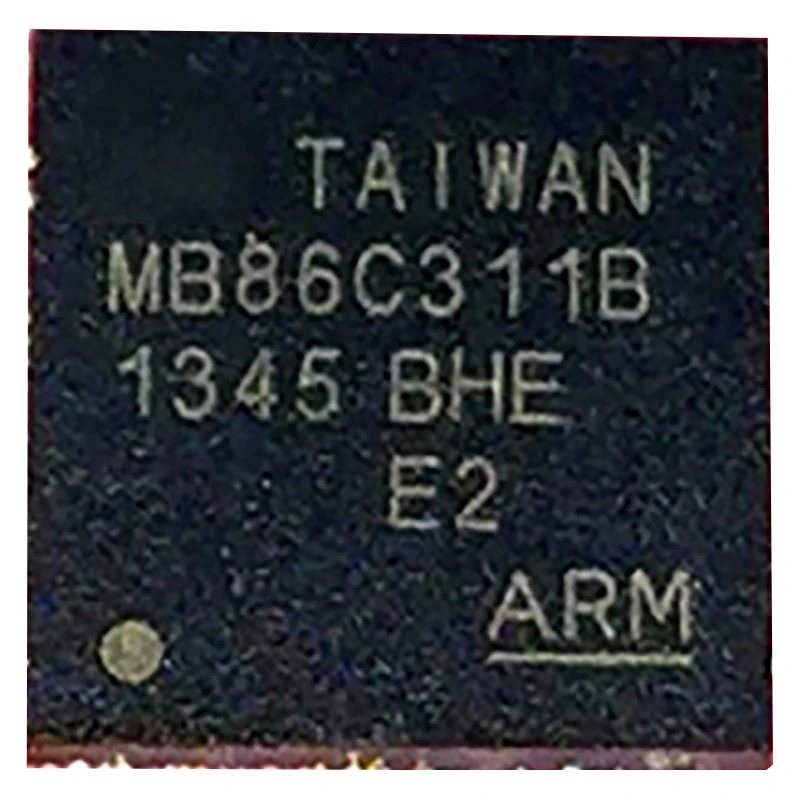 TAIWAN
MB86C311B
1345 BHE
E2
ARM